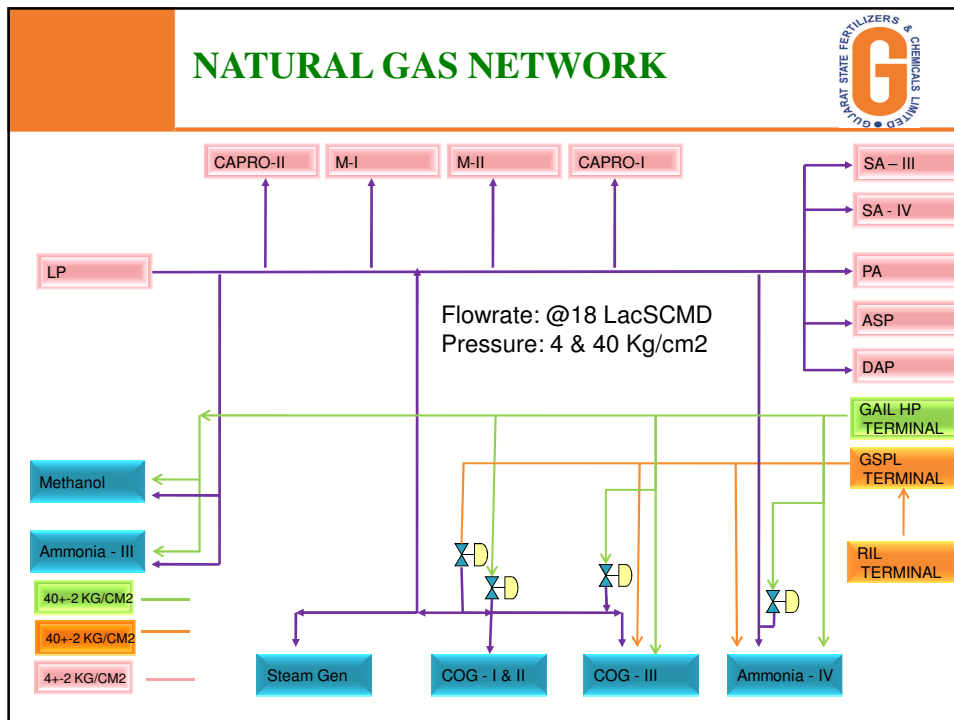 NATURAL GAS NETWORK
GUJARAT STATE FERTILIZERS & CHEMICALS LIMITED
G
CAPRO-II
M-I
M-II
CAPRO-I
SA – III
SA - IV
LP
PA
Flowrate: @18 LacSCMD
Pressure: 4 & 40 Kg/cm2
ASP
DAP
GAIL HP
TERMINAL
GSPL
TERMINAL
Methanol
Ammonia - III
RIL
TERMINAL
40+-2 KG/CM2
40+-2 KG/CM2
4+-2 KG/CM2
Steam Gen
COG - I & II
COG - III
Ammonia - IV